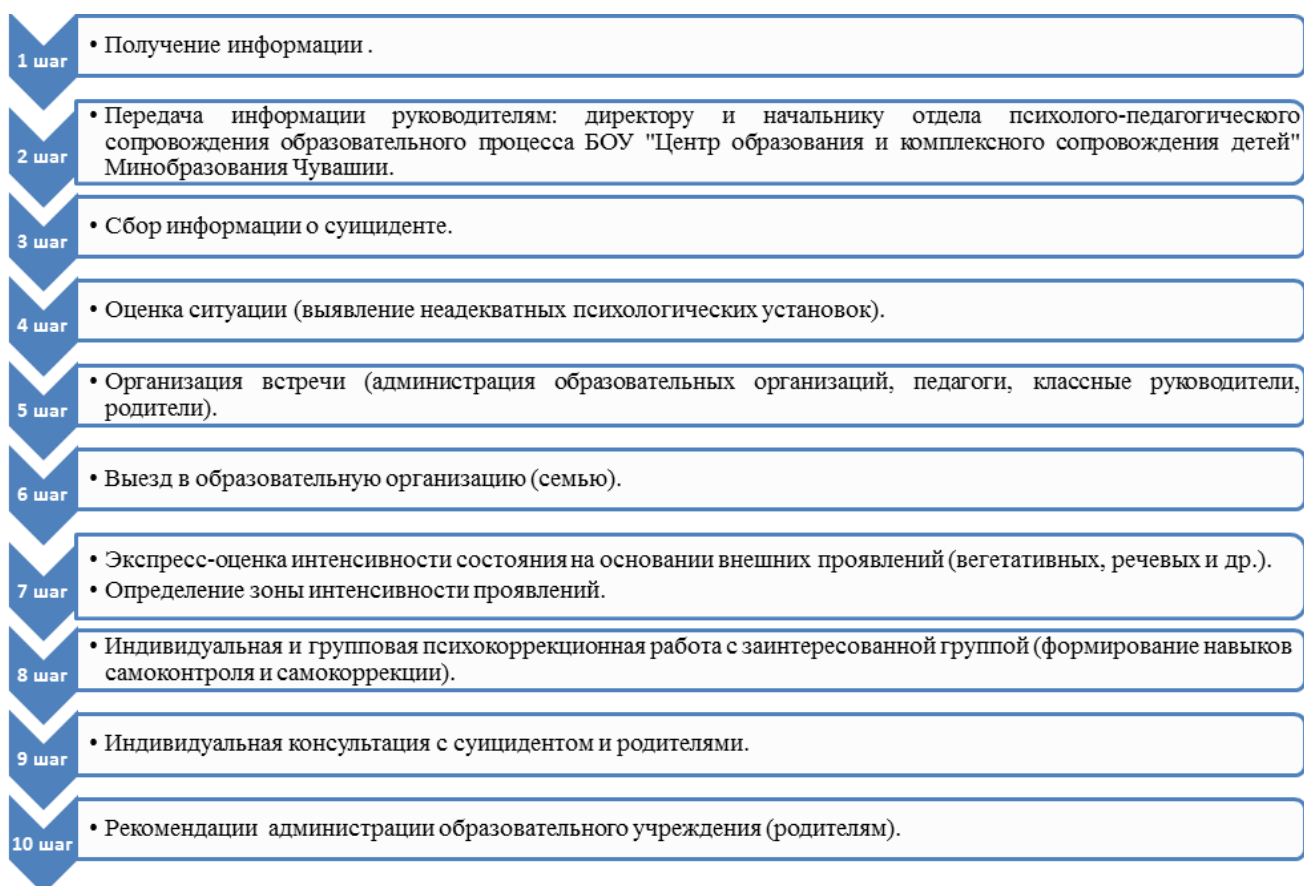 1 шаг
• Получение информации .
2 шаг
• Передача информации руководителям: директору и начальнику отдела психолого-педагогического
сопровождения образовательного процесса БОУ "Центр образования и комплексного сопровождения детей"
Минобразования Чувашии.
3 шаг
• Сбор информации о суициденте.
4 шаг
• Оценка ситуации (выявление неадекватных психологических установок).
5 шаг
• Организация встречи (администрация образовательных организаций, педагоги, классные руководители,
родители).
6 шаг
• Выезд в образовательную организацию (семью).
7 шаг
• Экспресс-оценка интенсивности состояния на основании внешних проявлений (вегетативных, речевых и др.).
• Определение зоны интенсивности проявлений.
8 шаг
• Индивидуальная и групповая психокоррекционная работа с заинтересованной группой (формирование навыков
самоконтроля и самокоррекции).
9 шаг
• Индивидуальная консультация с суицидентом и родителями.
10 шаг
• Рекомендации администрации образовательного учреждения (родителям).